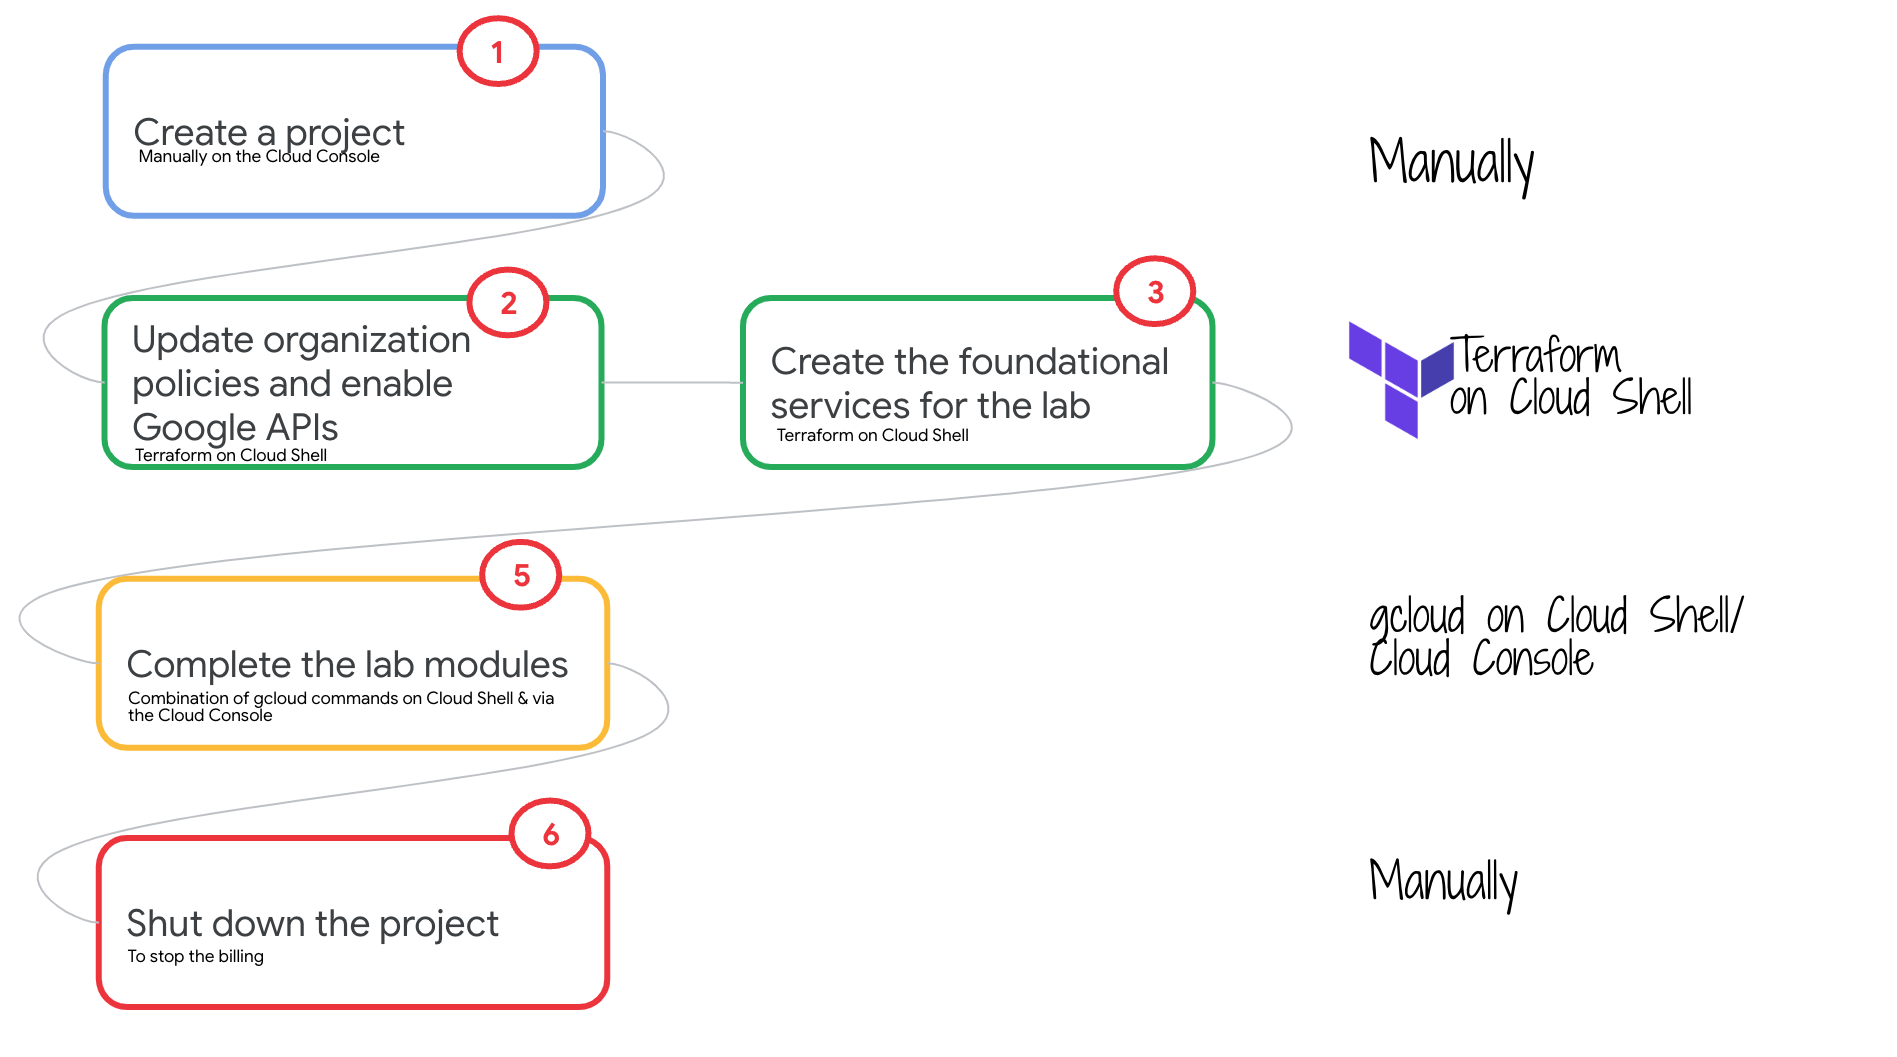 1
Create a project
Manually on the Cloud Console
Manually
2
Update organization
policies and enable
Google APIs
Terraform on Cloud Shell
3
Create the foundational
services for the lab
Terraform on Cloud Shell
Terraform
on Cloud Shell
5
Complete the lab modules
Combination of gcloud commands on Cloud Shell & via
the Cloud Console
gcloud on Cloud Shell/
Cloud Console
6
Shut down the project
To stop the billing
Manually